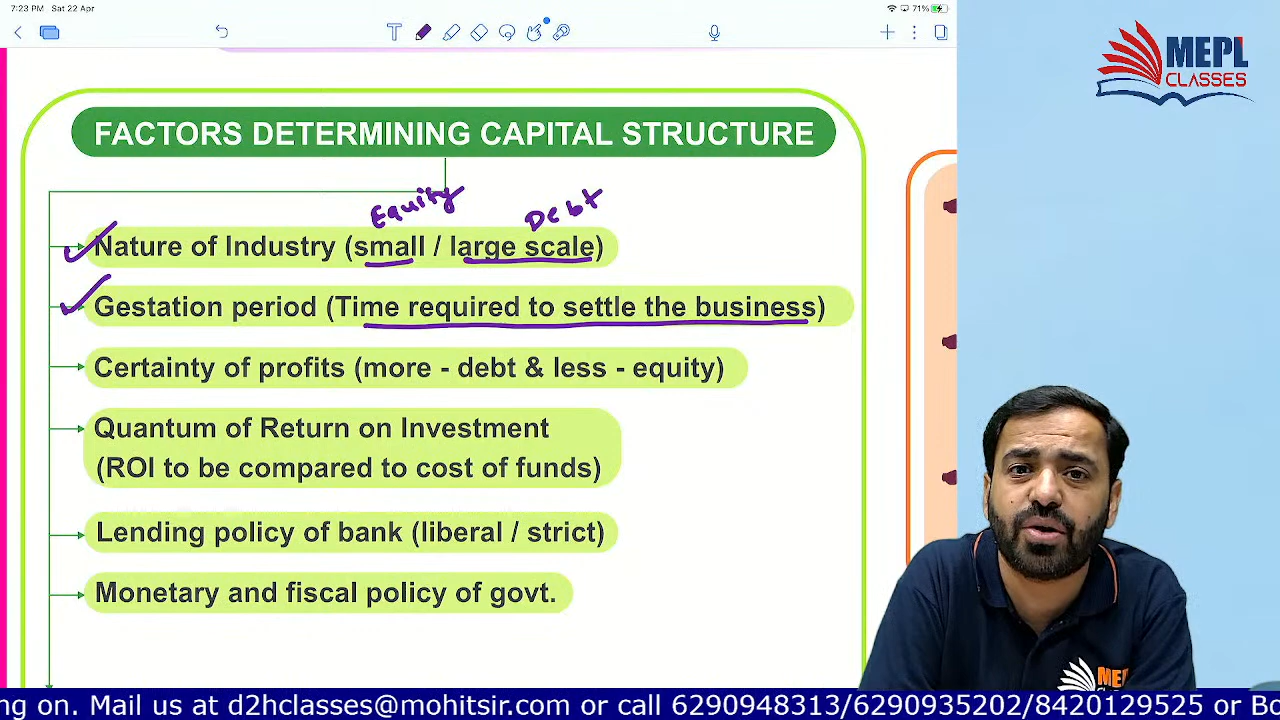 7:23 PM Sat 22 Apr
71%
MEPL
CLASSES
FACTORS DETERMINING CAPITAL STRUCTURE
Equity Debt
Nature of Industry (small / large scale)
Gestation period (Time required to settle the business)
Certainty of profits (more - debt & less - equity)
Quantum of Return on Investment
(ROI to be compared to cost of funds)
Lending policy of bank (liberal / strict)
Monetary and fiscal policy of govt.
MEPL
ng on. Mail us at d2hclasses@mohitsir.com or call 6290948313/6290935202/8420129525 or Bo